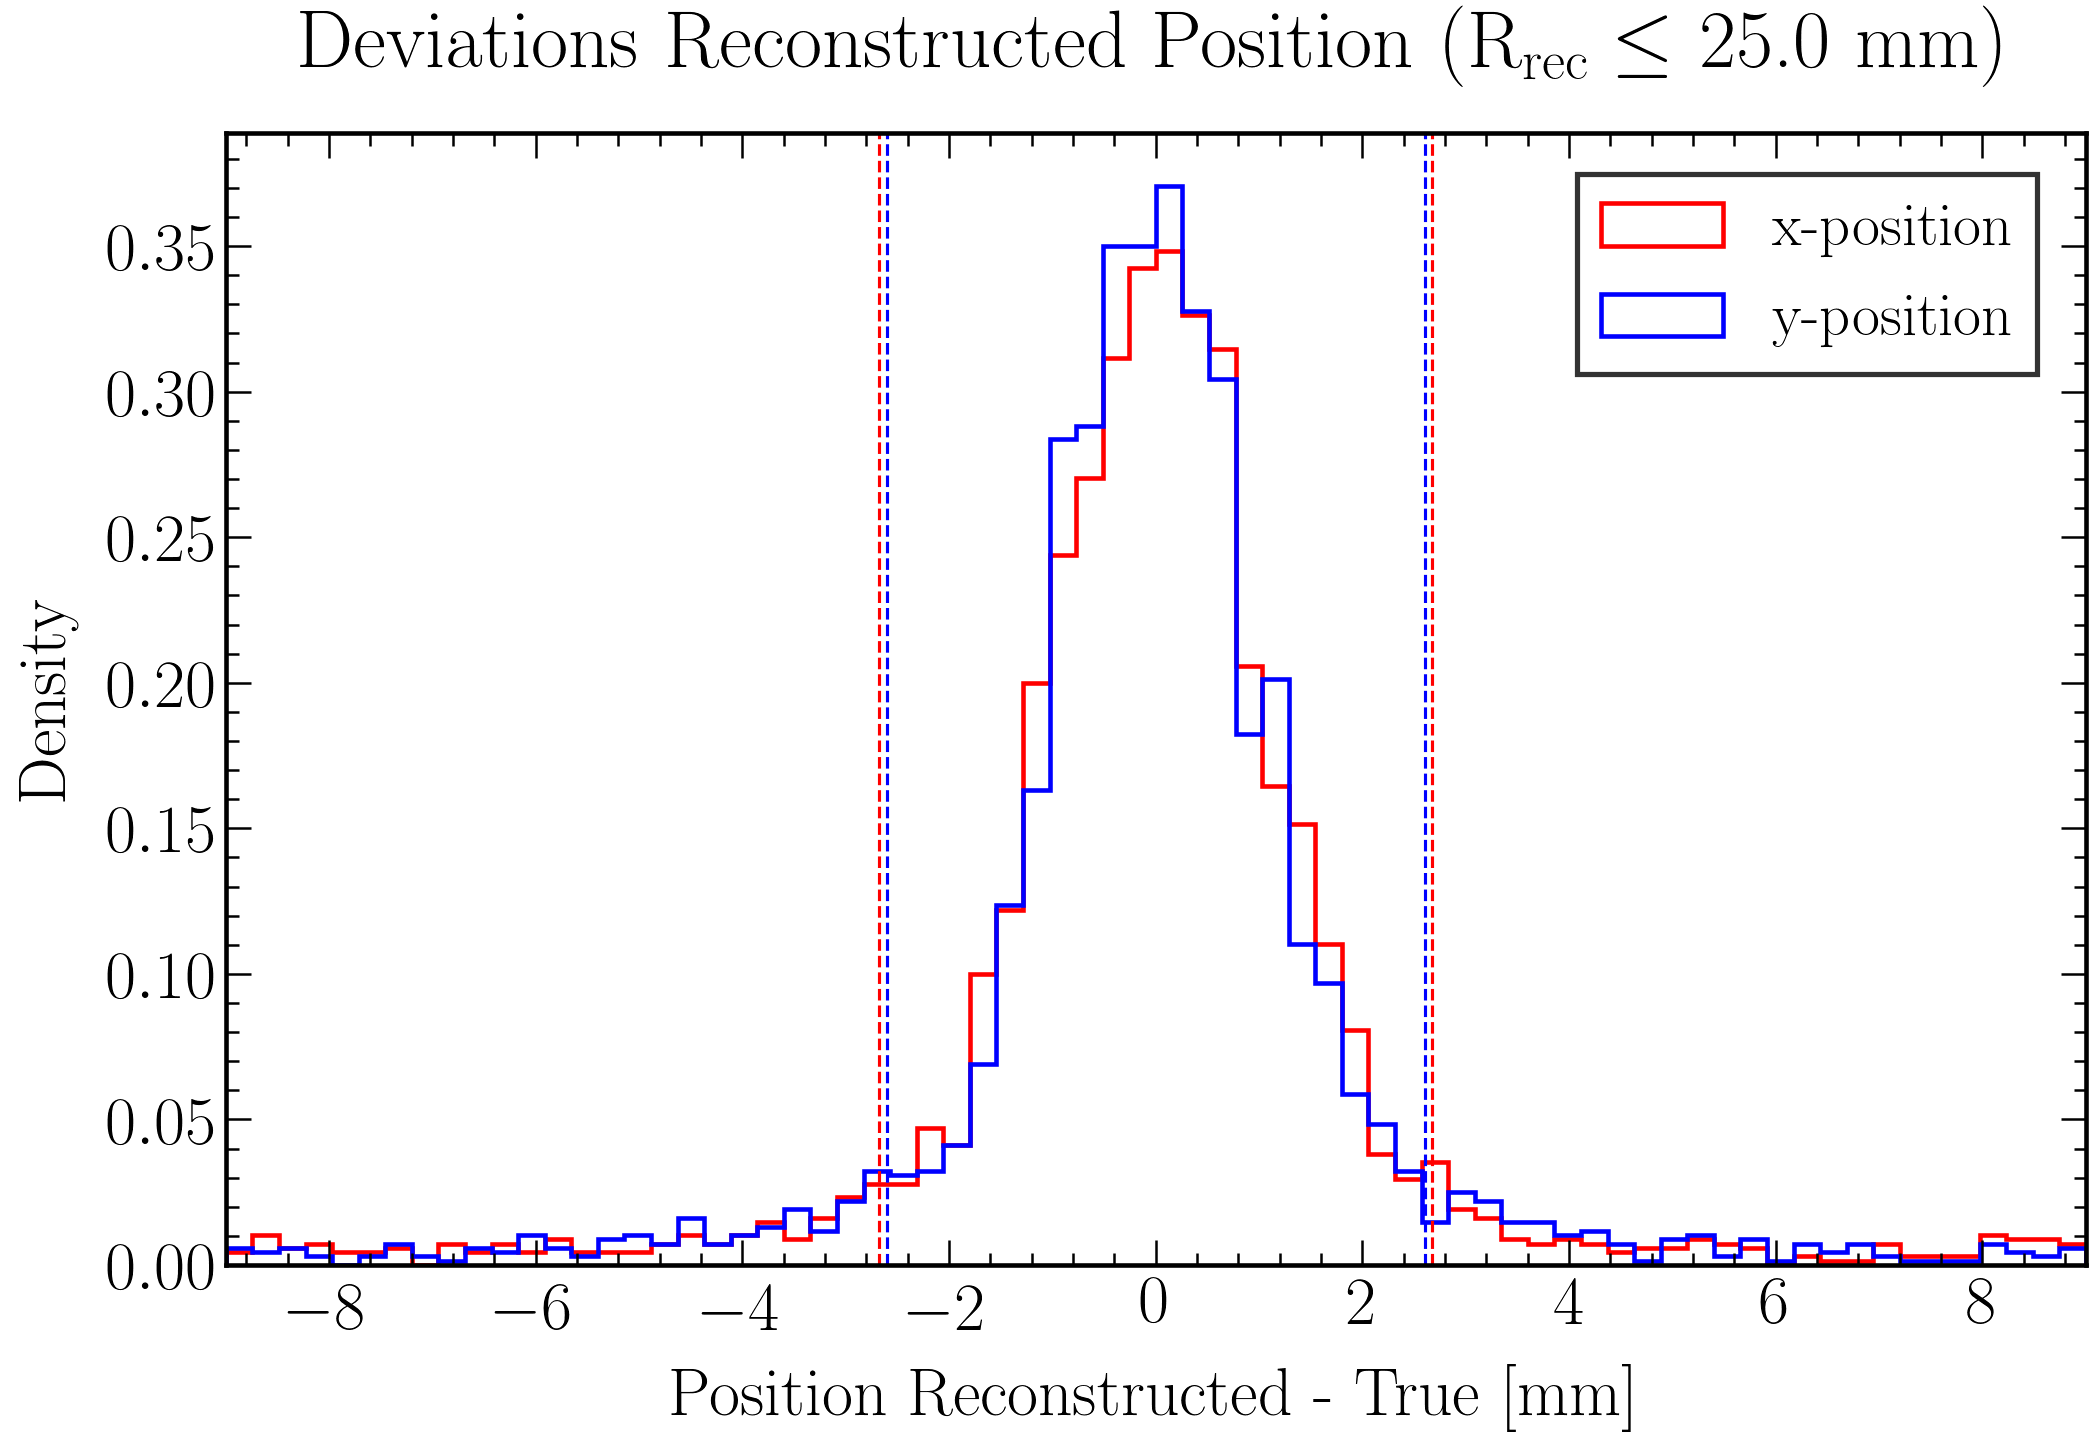 Deviations Reconstructed Position (R_rec ≤ 25.0 mm)
x-position
y-position
0.35
0.30
0.25
0.20
0.15
0.10
0.05
0.00
Density
−8 −6 −4 −2 0 2 4 6 8
Position Reconstructed - True [mm]